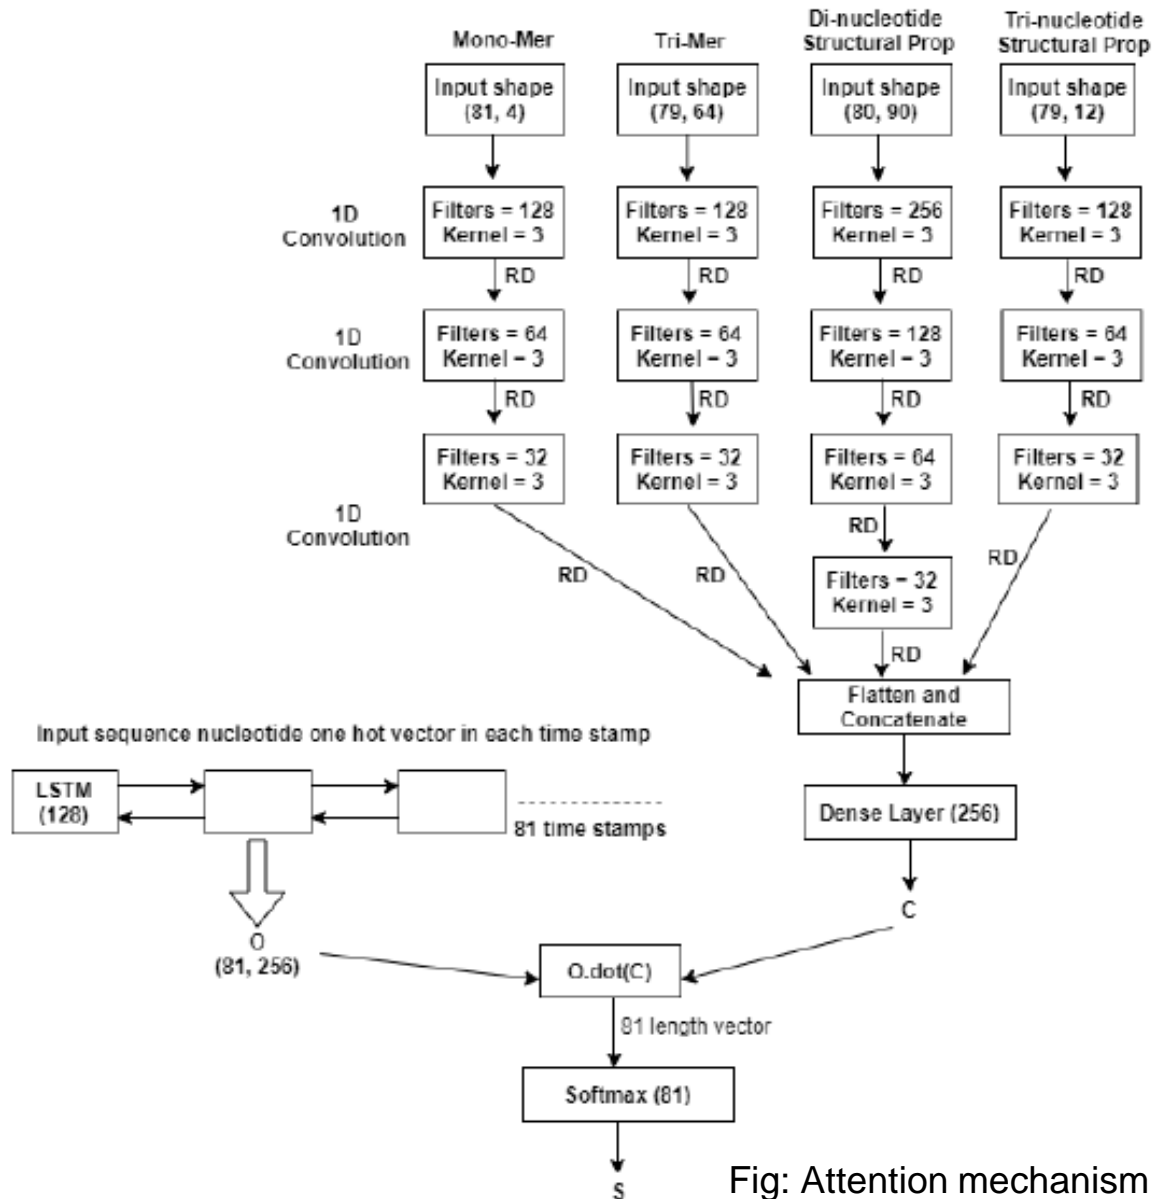 Mono-Mer
Tri-Mer
Di-nucleotide
Structural Prop
Tri-nucleotide
Structural Prop
Input shape
(81, 4)
Input shape
(79, 64)
Input shape
(80, 90)
Input shape
(79, 12)
1D
Convolution
Filters = 128
Kernel = 3
Filters = 128
Kernel = 3
Filters = 256
Kernel = 3
Filters = 128
Kernel = 3
RD
RD
RD
RD
1D
Convolution
Filters = 64
Kernel = 3
Filters = 64
Kernel = 3
Filters = 128
Kernel = 3
Filters = 64
Kernel = 3
RD
RD
RD
RD
Filters = 32
Kernel = 3
Filters = 32
Kernel = 3
Filters = 64
Kernel = 3
Filters = 32
Kernel = 3
1D
Convolution
RD
RD
RD
RD
Filters = 32
Kernel = 3
RD
Flatten and
Concatenate
Input sequence nucleotide one hot vector in each time stamp
LSTM
(128)
81 time stamps
Dense Layer (256)
C
O
(81, 256)
O.dot(C)
81 length vector
Softmax (81)
S
Fig: Attention mechanism